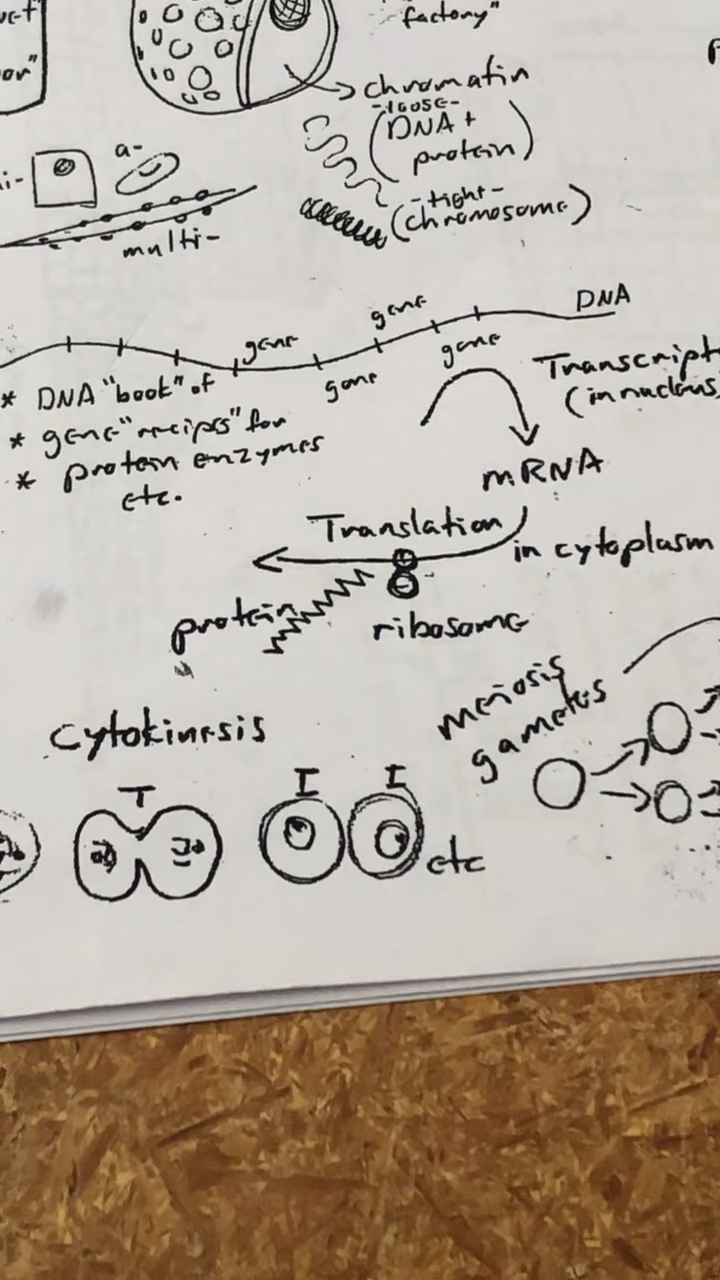 factory"
or"
chromatin
-loose-
(DNA +
protein)
-tight-
(chromosome)
a-
multi-
DNA
gene
gene
gene
gene
* DNA "book" of
* gene "recipes" for
* protein enzymes
etc.
(in nucleus)
mRNA
Translation
in cytoplasm
protein
ribosome
meiosis
gametes
cytokinesis
T
I
I
etc